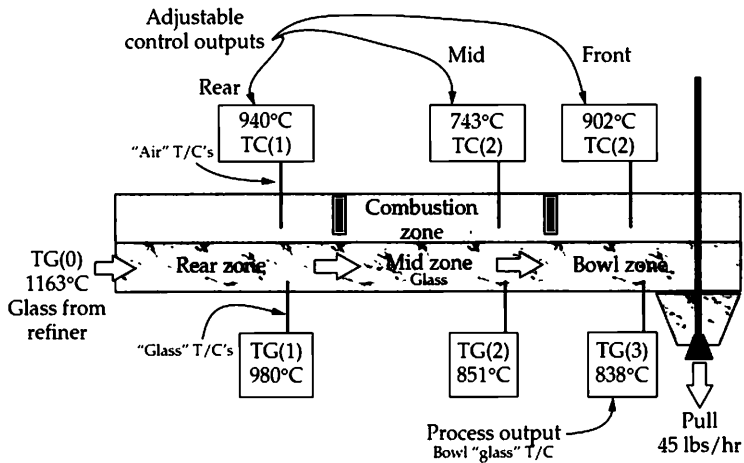 Adjustable
control outputs
Rear
Mid
Front
940°C
TC(1)
743°C
TC(2)
902°C
TC(2)
"Air" T/C's
Combustion
zone
TG(0)
1163°C
Glass from
refiner
Rear zone
Mid zone
Glass
Bowl zone
"Glass" T/C's
TG(1)
980°C
TG(2)
851°C
TG(3)
838°C
Process output
Bowl "glass" T/C
Pull
45 lbs/hr